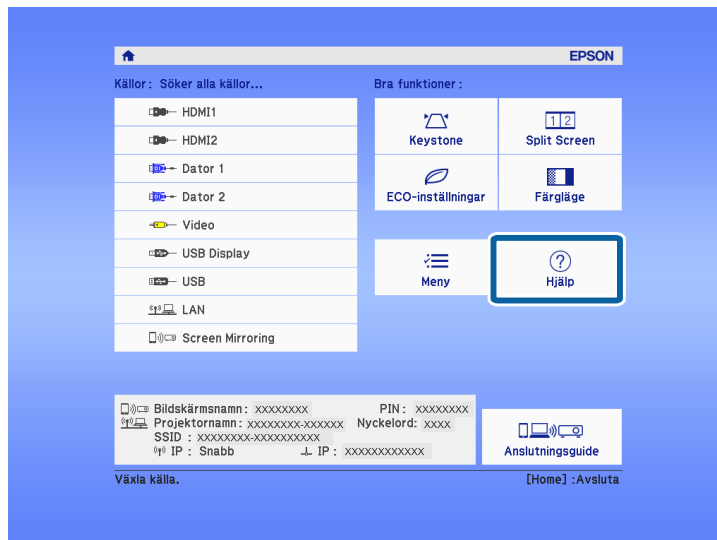 EPSON
Källor : Söker alla källor...
HDMI1
HDMI2
Dator 1
Dator 2
Video
USB Display
USB
LAN
Screen Mirroring
Bra funktioner :
Keystone
1 2
Split Screen
ECO-inställningar
Färgläge
Meny
?
Hjälp
Bildskärmsnamn : XXXXXXXX PIN : XXXXXXXX
Projektornamn : XXXXXXXX-XXXXXX Nyckelord: XXXX
SSID : XXXXXXXX-XXXXXXXXXX
IP : Snabb IP : XXXXXXXXXXXX
Anslutningsguide
Växla källa. [Home] :Avsluta